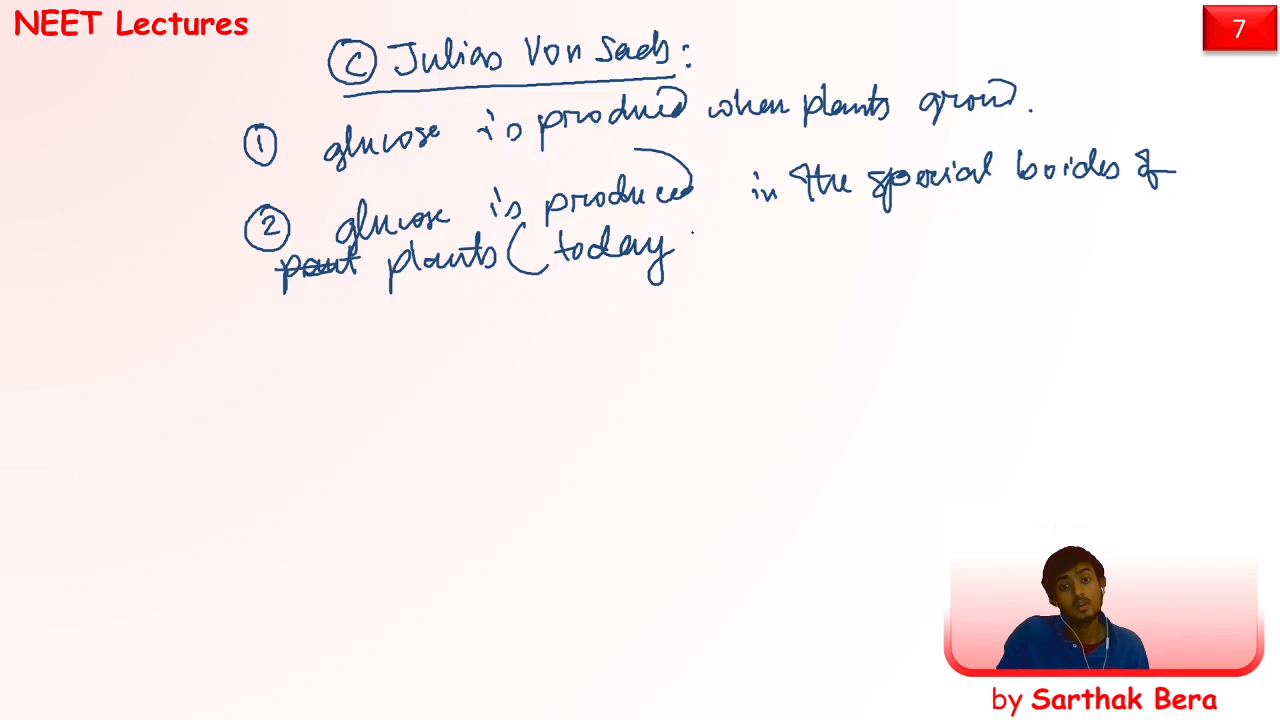 NEET Lectures
7
C Julias Von Sach:
1 glucose is produced when plants grow.
2 glucose is produced in the special boides of
plants ( today
by Sarthak Bera